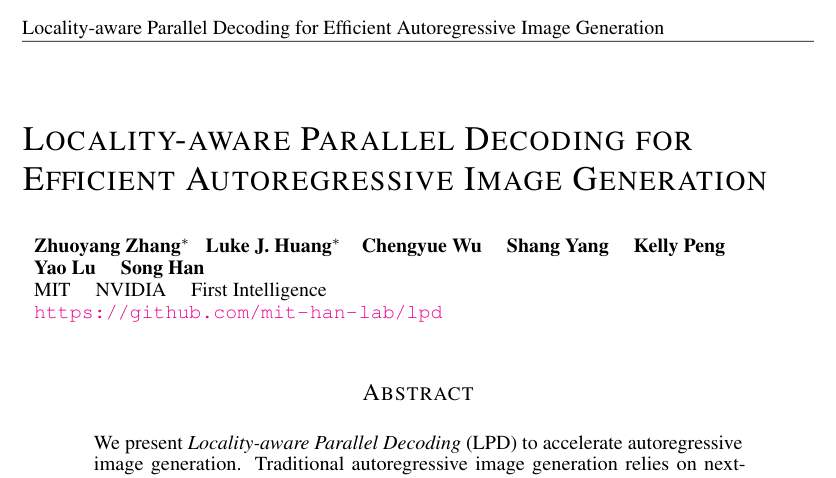 Locality-aware Parallel Decoding for Efficient Autoregressive Image Generation
LOCALITY-AWARE PARALLEL DECODING FOR
EFFICIENT AUTOREGRESSIVE IMAGE GENERATION
Zhuoyang Zhang* Luke J. Huang* Chengyue Wu Shang Yang Kelly Peng
Yao Lu Song Han
MIT NVIDIA First Intelligence
https://github.com/mit-han-lab/lpd
ABSTRACT
We present Locality-aware Parallel Decoding (LPD) to accelerate autoregressive
image generation. Traditional autoregressive image generation relies on next-